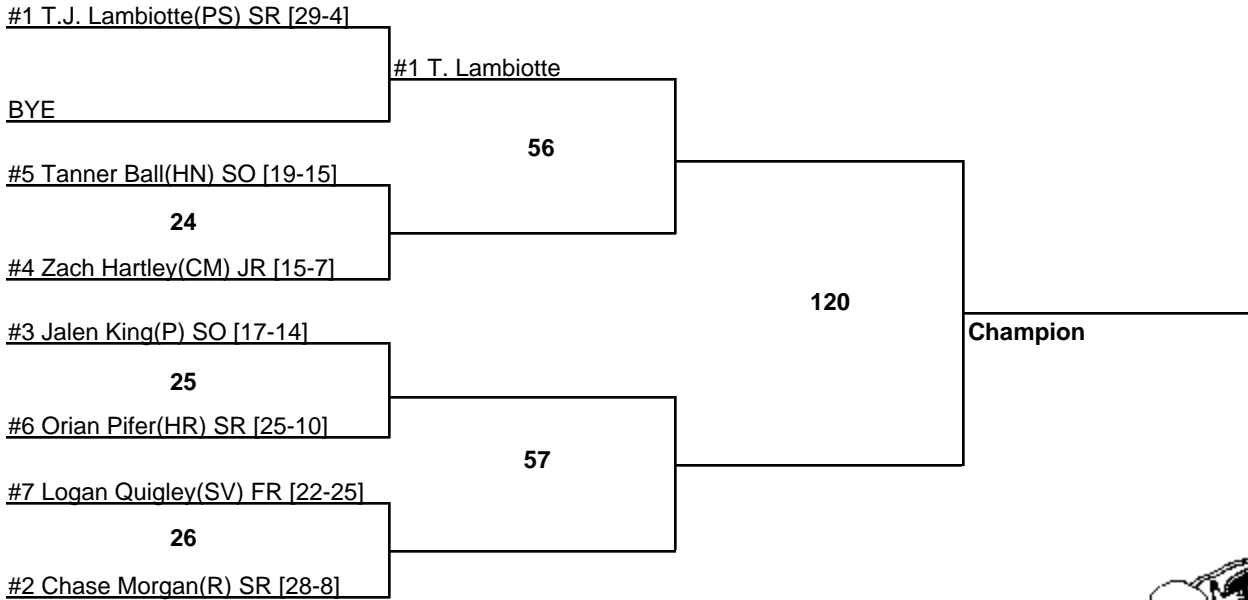 #1 T.J. Lambiotte(PS) SR [29-4]
#1 T. Lambiotte
BYE
56
#5 Tanner Ball(HN) SO [19-15]
24
#4 Zach Hartley(CM) JR [15-7]
120
#3 Jalen King(P) SO [17-14]
Champion
25
#6 Orian Pifer(HR) SR [25-10]
57
#7 Logan Quigley(SV) FR [22-25]
26
#2 Chase Morgan(R) SR [28-8]